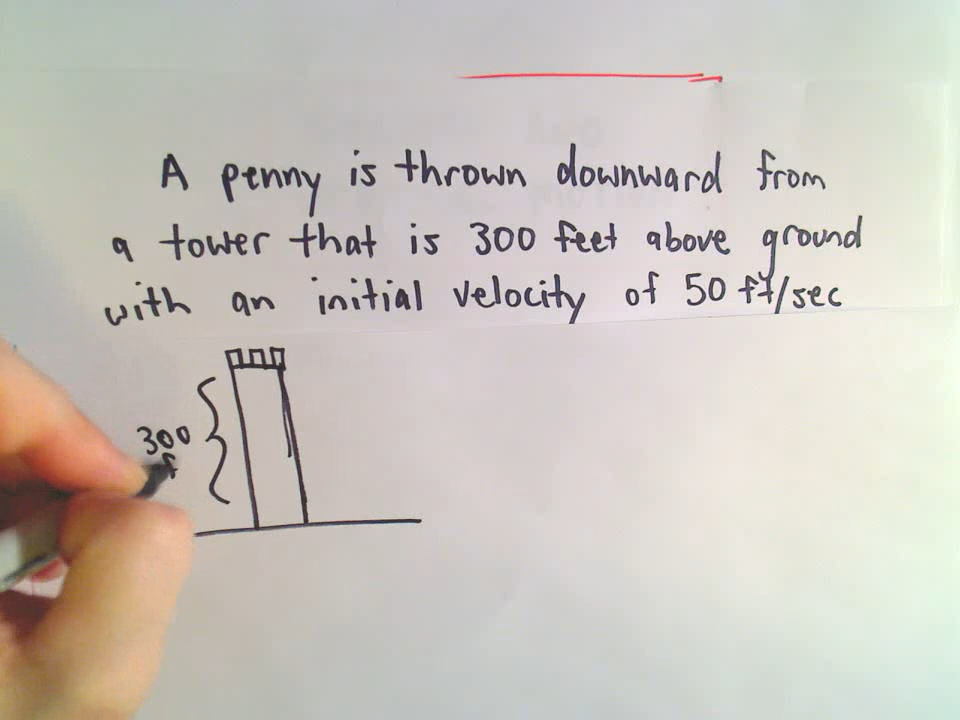 A penny is thrown downward from
a tower that is 300 feet above ground
with an initial velocity of 50 ft/sec
300
f